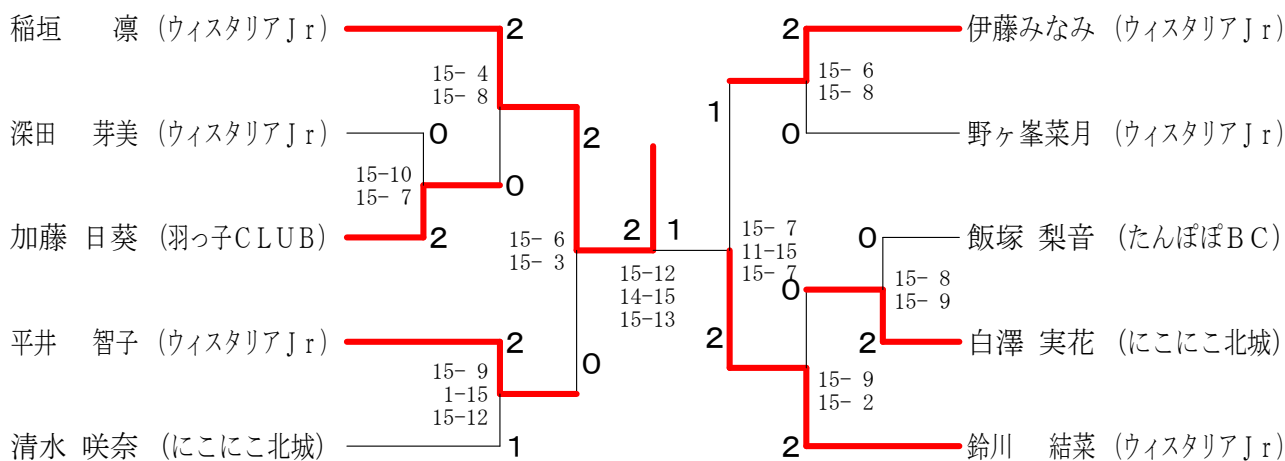 稲垣　凛 (ウィスタリアJr) 2 2 伊藤みなみ (ウィスタリアJr)
15- 4 15- 6
15- 8 15- 8
1
深田　芽美 (ウィスタリアJr) 0 2 0 野ヶ峯菜月 (ウィスタリアJr)
15-10
15- 7 0
加藤 日葵 (羽っ子CLUB) 2 15- 6 2 1 15- 7 0 飯塚 梨音 (たんぽぽBC)
15- 3 11-15
15-12 15- 7 0 15- 8
14-15 15- 9
15-13
平井　智子 (ウィスタリアJr) 2 0 2 2 白澤 実花 (にこにこ北城)
15- 9 15- 9
1-15 15- 2
15-12
清水 咲奈 (にこにこ北城) 1 2 鈴川　結菜 (ウィスタリアJr)